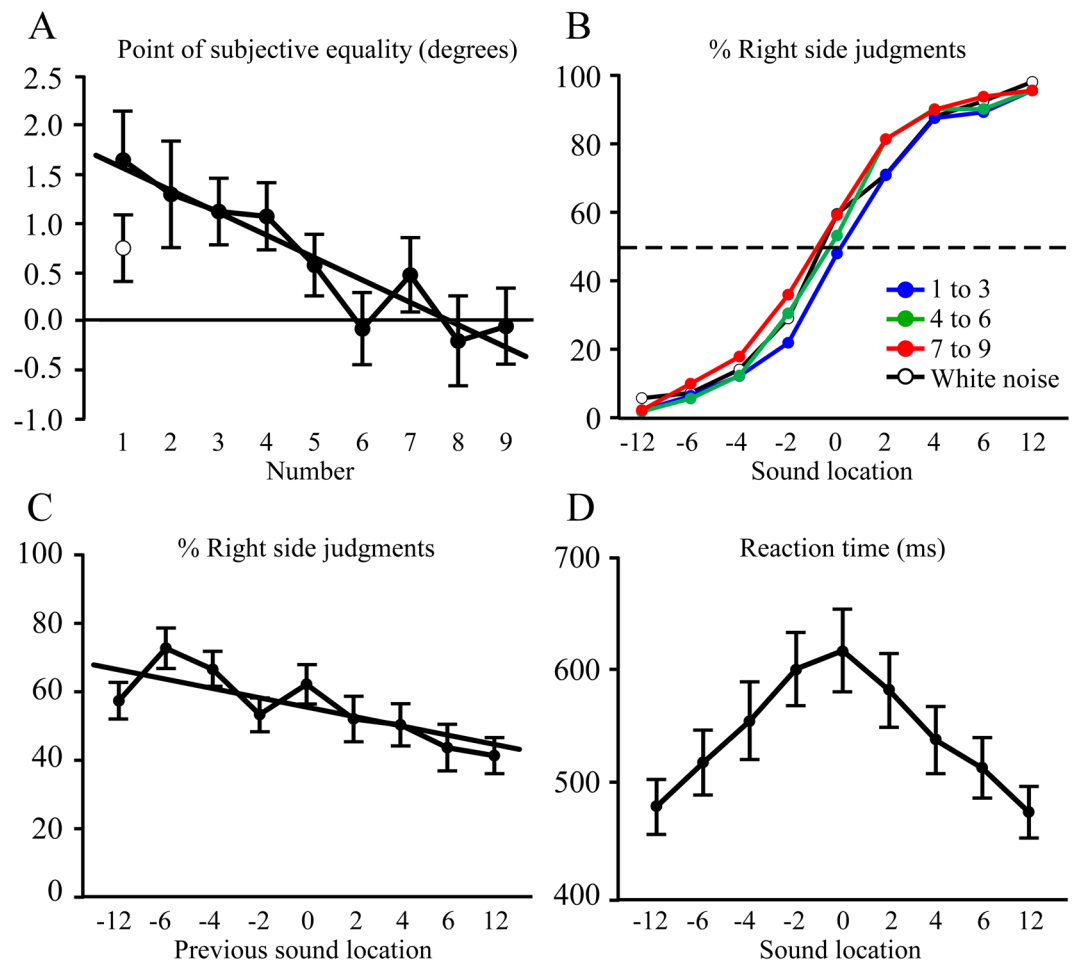 A
Point of subjective equality (degrees)
2.5
2.0
1.5
1.0
0.5
0.0
-0.5
-1.0
1 2 3 4 5 6 7 8 9
Number
B
% Right side judgments
100
80
60
40
20
0
1 to 3
4 to 6
7 to 9
White noise
-12 -6 -4 -2 0 2 4 6 12
Sound location
C
% Right side judgments
100
80
60
40
20
0
-12 -6 -4 -2 0 2 4 6 12
Previous sound location
D
Reaction time (ms)
700
600
500
400
-12 -6 -4 -2 0 2 4 6 12
Sound location